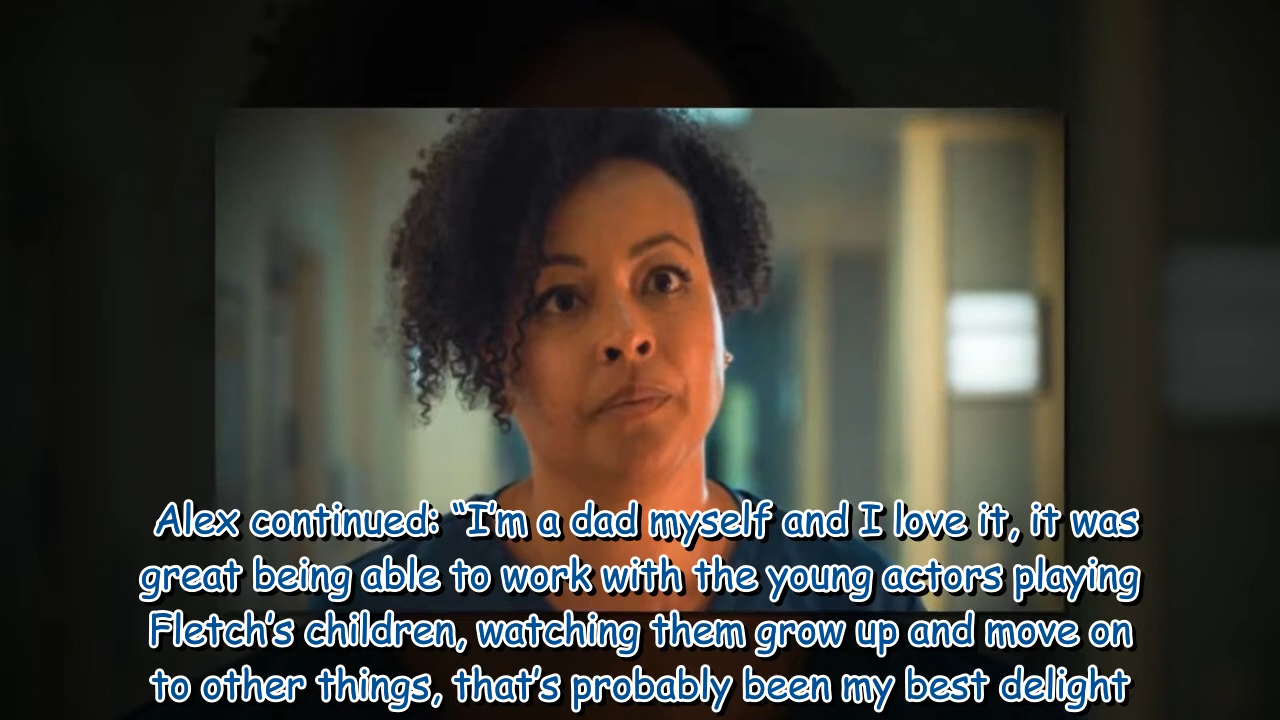 Alex continued: “I’m a dad myself and I love it, it was
great being able to work with the young actors playing
Fletch’s children, watching them grow up and move on
to other things, that’s probably been my best delight